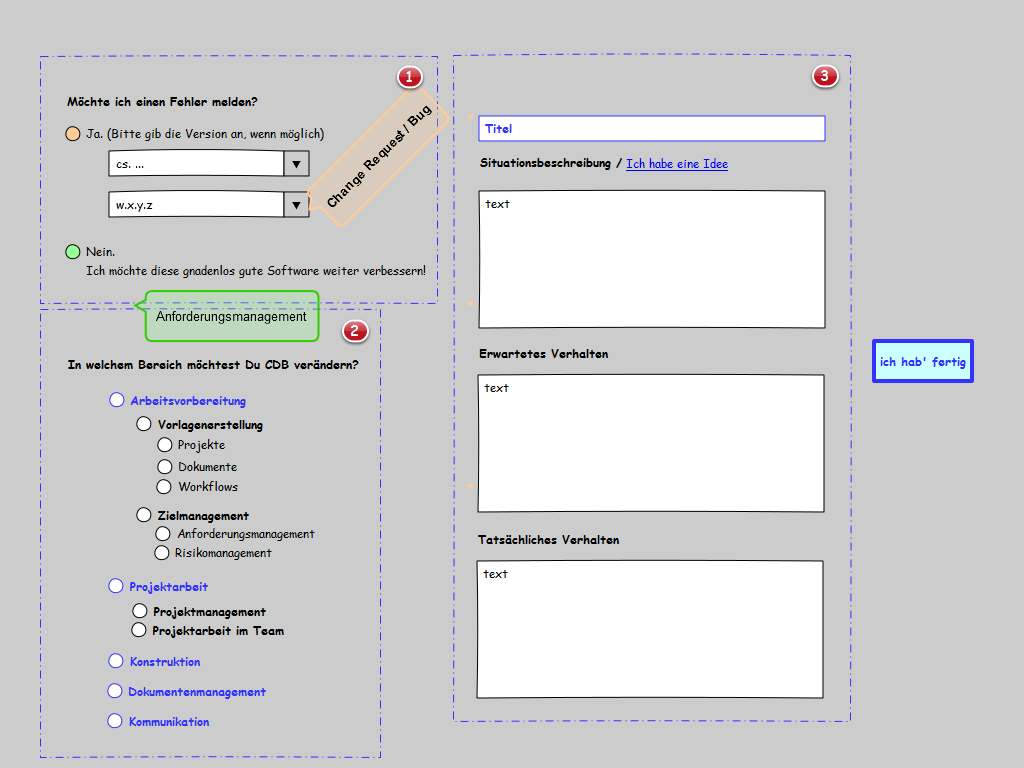 1
Möchte ich einen Fehler melden?
Ja. (Bitte gib die Version an, wenn möglich)
cs. ...
w.x.y.z
Change Request / Bug
Nein.
Ich möchte diese gnadenlos gute Software weiter verbessern!
Anforderungsmanagement
2
In welchem Bereich möchtest Du CDB verändern?
Arbeitsvorbereitung
Vorlagenerstellung
Projekte
Dokumente
Workflows
Zielmanagement
Anforderungsmanagement
Risikomanagement
Projektarbeit
Projektmanagement
Projektarbeit im Team
Konstruktion
Dokumentenmanagement
Kommunikation
3
Titel
Situationsbeschreibung / Ich habe eine Idee
text
Erwartetes Verhalten
text
Tatsächliches Verhalten
text
ich hab' fertig